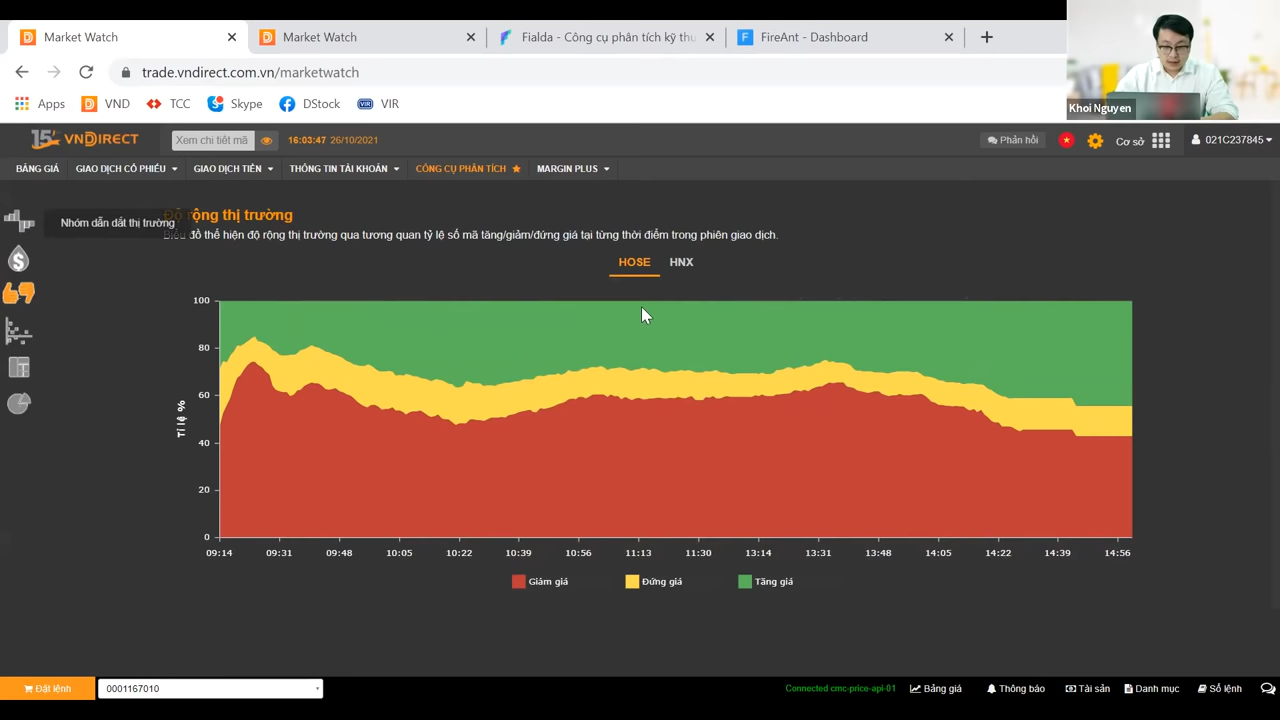 Market Watch
Market Watch
Fialda - Công cụ phân tích kỹ thu
FireAnt - Dashboard
trade.vndirect.com.vn/marketwatch
Khoi Nguyen
Apps VND TCC Skype DStock VIR
15 VNDIRECT Xem chi tiết mã 16:03:47 26/10/2021 Phản hồi Cơ sở 021C237845
BẢNG GIÁ GIAO DỊCH CỔ PHIẾU GIAO DỊCH TIỀN THÔNG TIN TÀI KHOẢN CÔNG CỤ PHÂN TÍCH MARGIN PLUS
Độ rộng thị trường
Nhóm dẫn dắt thị trường
Biểu đồ thể hiện độ rộng thị trường qua tương quan tỷ lệ số mã tăng/giảm/đứng giá tại từng thời điểm trong phiên giao dịch.
HOSE HNX
100
80
60
40
20
0
Tỉ lệ %
09:14 09:31 09:48 10:05 10:22 10:39 10:56 11:13 11:30 13:14 13:31 13:48 14:05 14:22 14:39 14:56
Giảm giá Đứng giá Tăng giá
Đặt lệnh 0001167010 Connected cmc-price-api-01 Bảng giá Thông báo Tài sản Danh mục Sổ lệnh